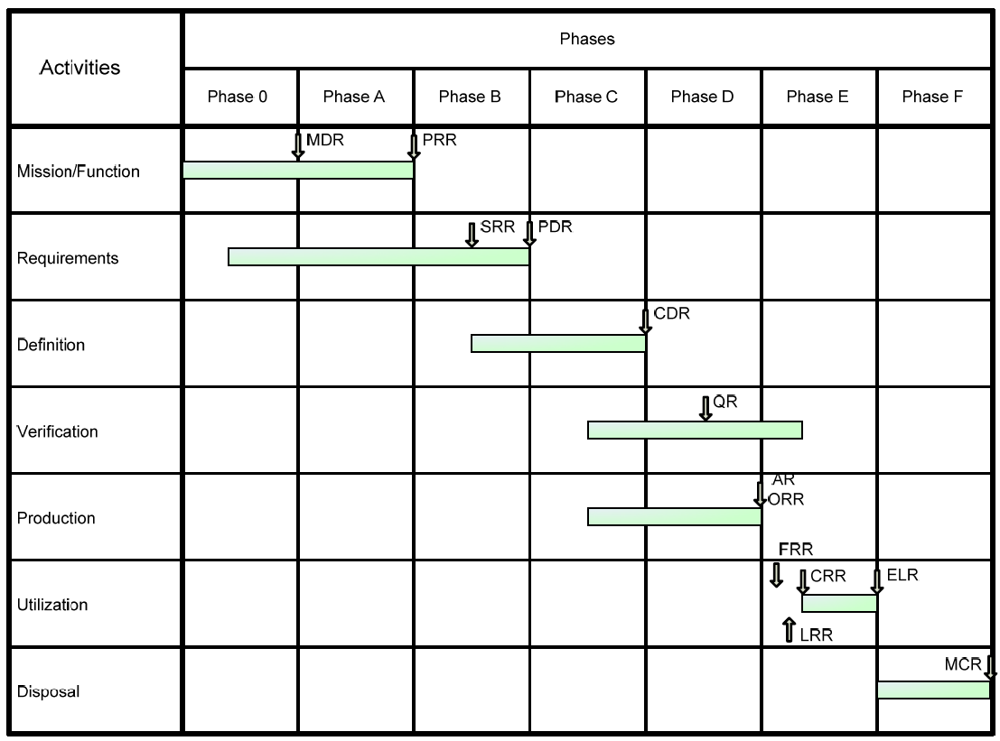 Activities
Phases
Phase 0
Phase A
Phase B
Phase C
Phase D
Phase E
Phase F
Mission/Function
MDR
PRR
Requirements
SRR
PDR
Definition
CDR
Verification
QR
Production
AR
ORR
Utilization
FRR
CRR
ELR
LRR
Disposal
MCR